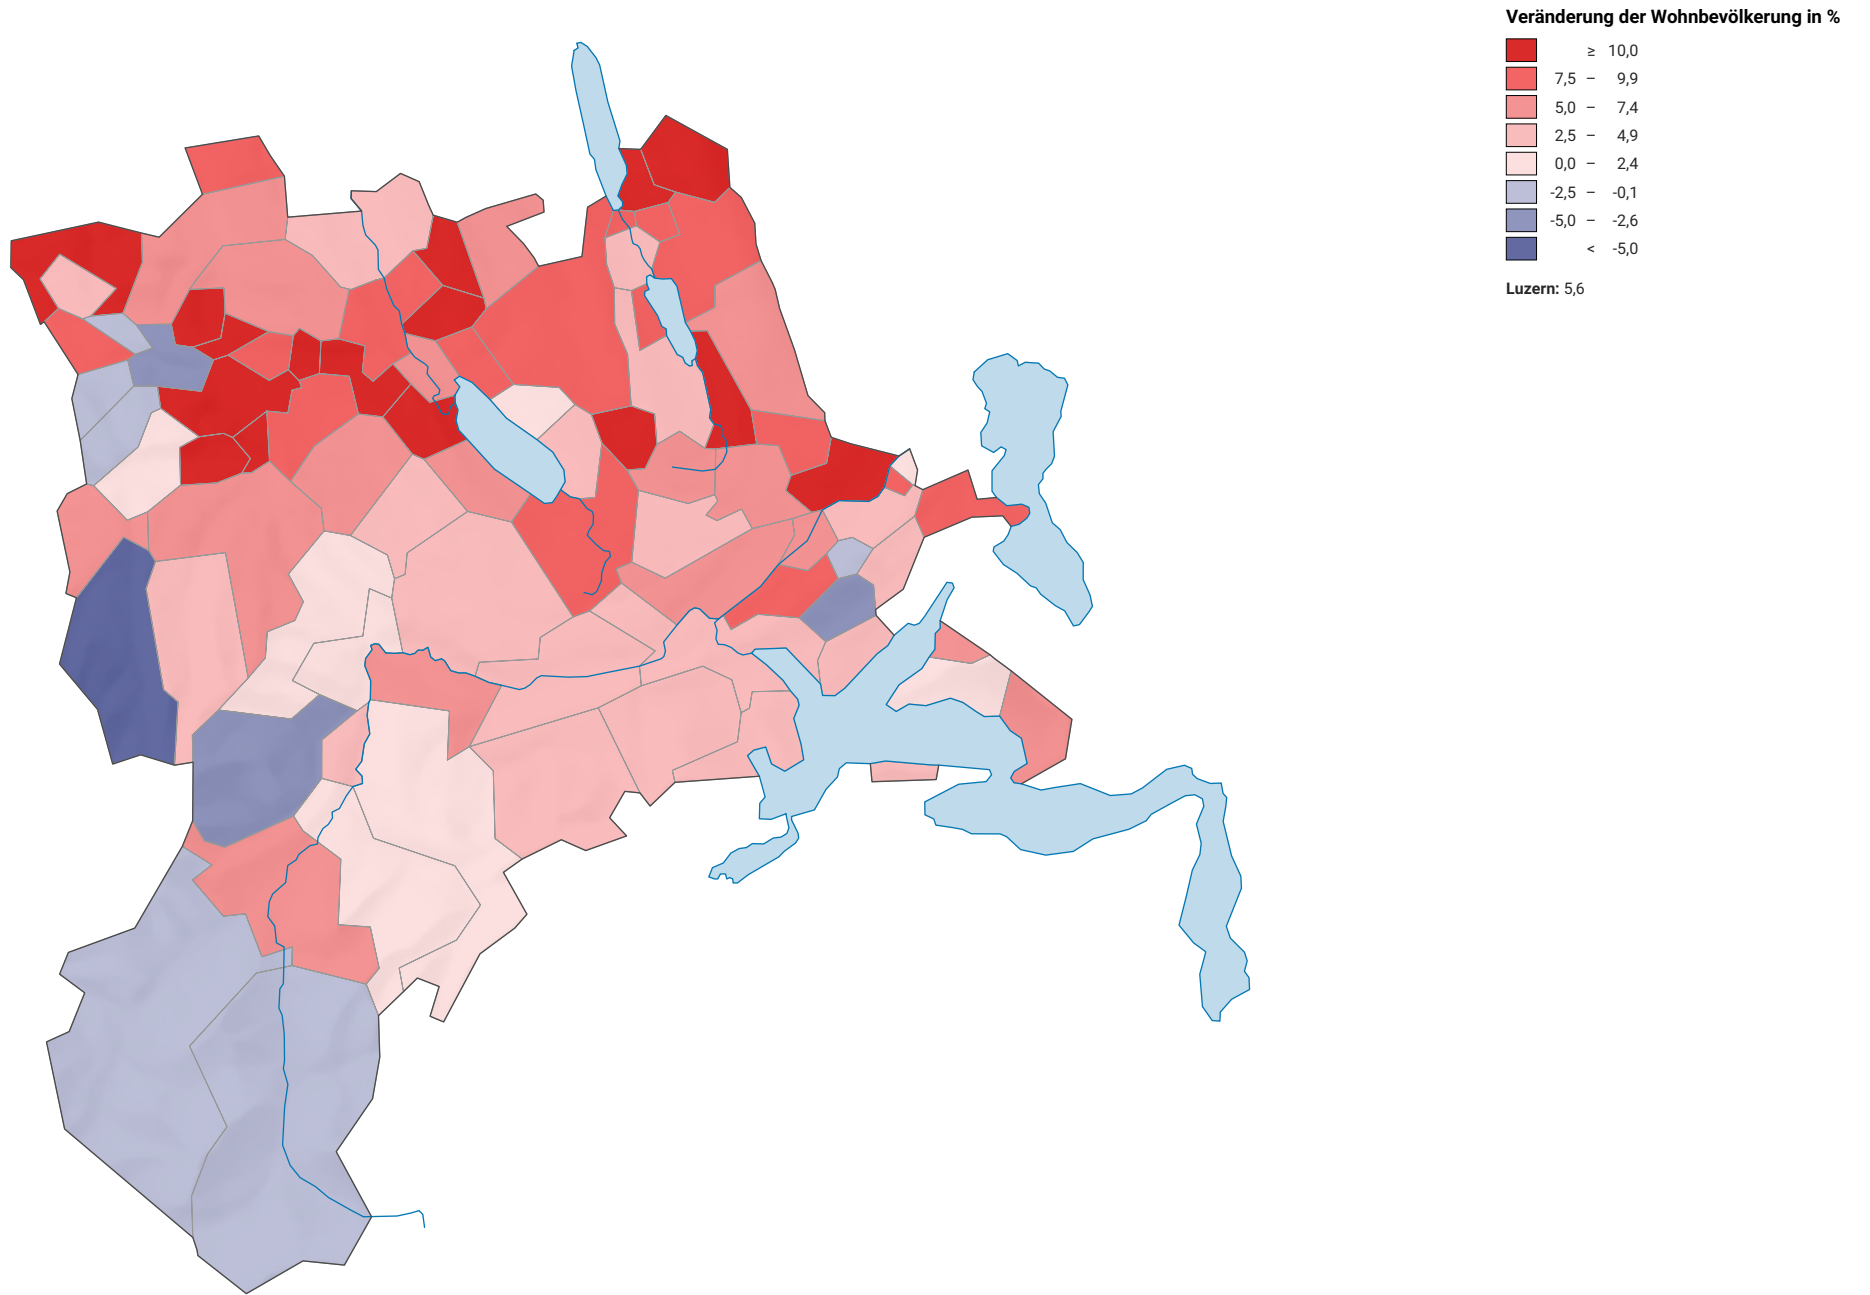 Veränderung der Wohnbevölkerung in %
≥ 10,0
7,5 – 9,9
5,0 – 7,4
2,5 – 4,9
0,0 – 2,4
-2,5 – -0,1
-5,0 – -2,6
< -5,0
Luzern: 5,6